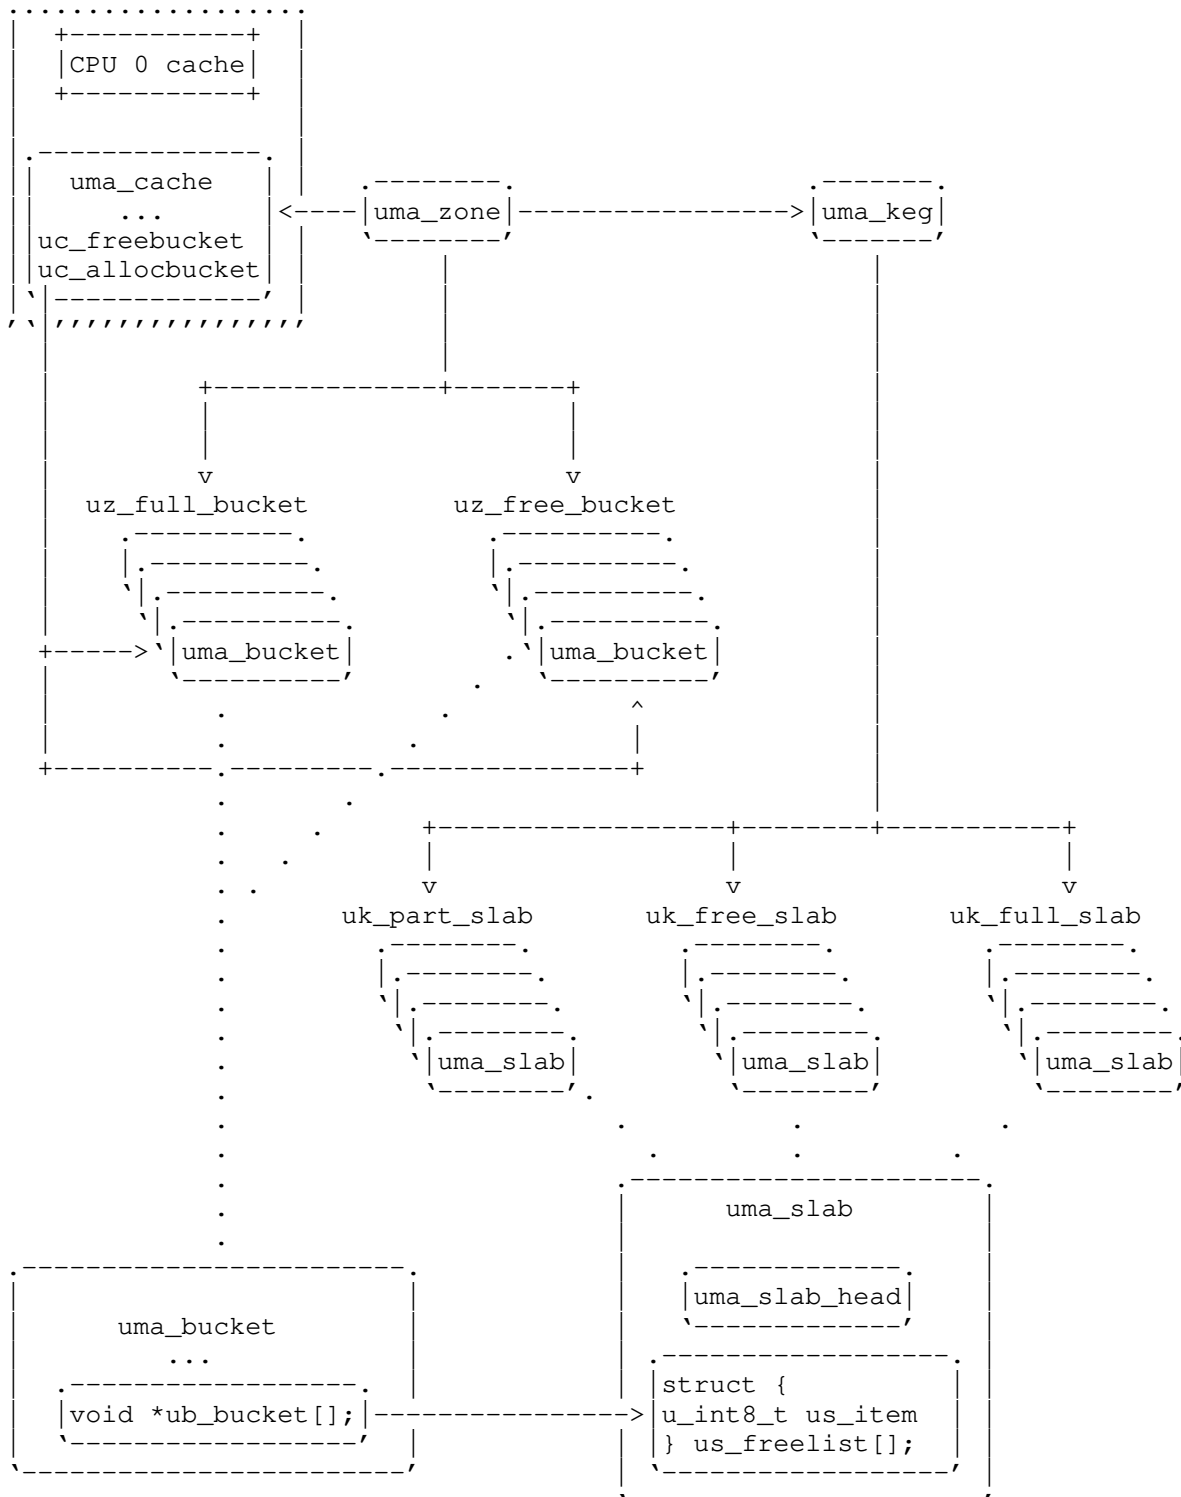 CPU 0 cache
uma_cache
...
uc_freebucket
uc_allocbucket
uma_zone
uma_keg
uz_full_bucket
uz_free_bucket
uma_bucket
uma_bucket
uk_part_slab
uk_free_slab
uk_full_slab
uma_slab
uma_slab
uma_slab
uma_slab
uma_slab_head
struct {
u_int8_t us_item
} us_freelist[];
uma_bucket
...
void *ub_bucket[];